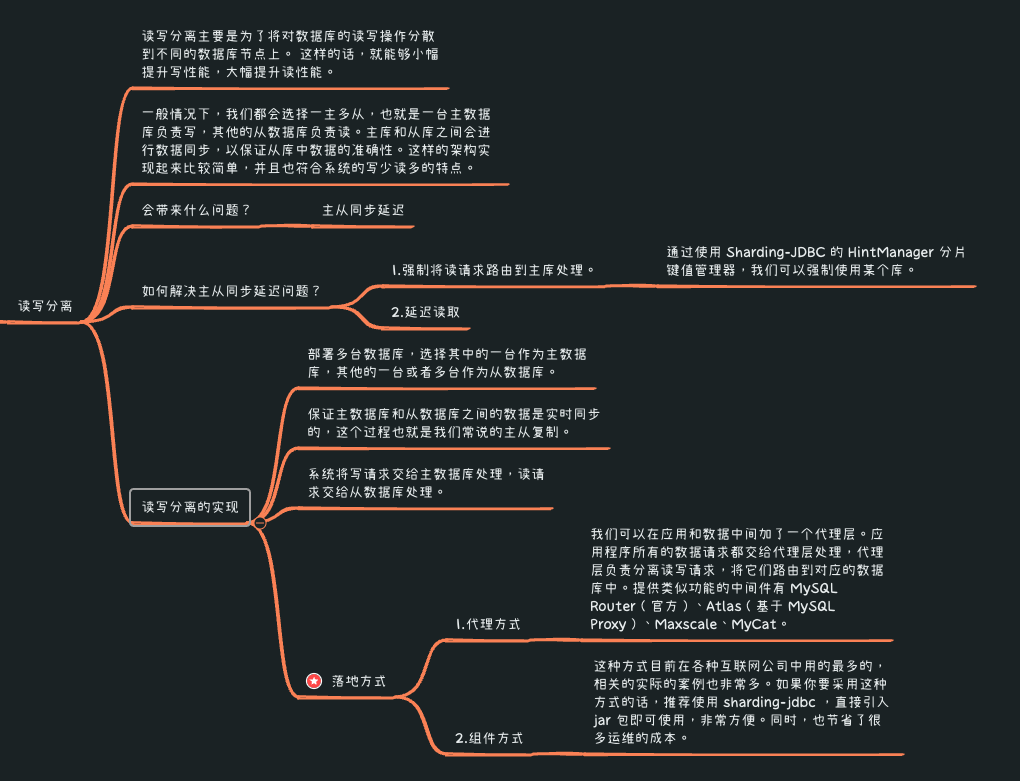 读写分离主要是为了将对数据库的读写操作分散
到不同的数据库节点上。 这样的话，就能够小幅
提升写性能，大幅提升读性能。
一般情况下，我们都会选择一主多从，也就是一台主数据
库负责写，其他的从数据库负责读。主库和从库之间会进
行数据同步，以保证从库中数据的准确性。这样的架构实
现起来比较简单，并且也符合系统的写少读多的特点。
会带来什么问题？
主从同步延迟
读写分离
如何解决主从同步延迟问题？
1.强制将读请求路由到主库处理。
通过使用 Sharding-JDBC 的 HintManager 分片
键值管理器，我们可以强制使用某个库。
2.延迟读取
读写分离的实现
部署多台数据库，选择其中的一台作为主数据
库，其他的一台或者多台作为从数据库。
保证主数据库和从数据库之间的数据是实时同步
的，这个过程也就是我们常说的主从复制。
系统将写请求交给主数据库处理，读请
求交给从数据库处理。
落地方式
1.代理方式
我们可以在应用和数据中间加了一个代理层。应
用程序所有的数据请求都交给代理层处理，代理
层负责分离读写请求，将它们路由到对应的数据
库中。提供类似功能的中间件有 MySQL
Router（官方）、Atlas（基于 MySQL
Proxy）、Maxscale、MyCat。
2.组件方式
这种方式目前在各种互联网公司中用的最多的，
相关的实际的案例也非常多。如果你要采用这种
方式的话，推荐使用 sharding-jdbc ，直接引入
jar 包即可使用，非常方便。同时，也节省了很
多运维的成本。